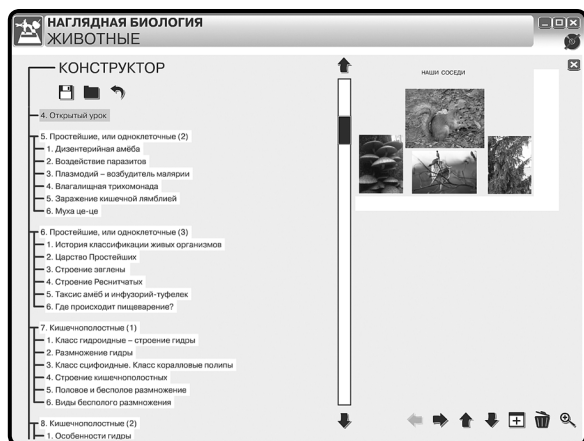 НАГЛЯДНАЯ БИОЛОГИЯ
ЖИВОТНЫЕ
КОНСТРУКТОР
4. Открытый урок
5. Простейшие, или одноклеточные (2)
1. Дизентерийная амёба
2. Воздействие паразитов
3. Плазмодий – возбудитель малярии
4. Влагалищная трихомонада
5. Заражение кишечной лямблией
6. Муха це-це
6. Простейшие, или одноклеточные (3)
1. История классификации живых организмов
2. Царство Простейших
3. Строение эвглены
4. Строение Реснитчатых
5. Таксис амёб и инфузорий-туфелек
6. Где происходит пищеварение?
7. Кишечнополостные (1)
1. Класс гидроидные – строение гидры
2. Размножение гидры
3. Класс сцифоидные. Класс коралловые полипы
4. Строение кишечнополостных
5. Половое и бесполое размножение
6. Виды бесполого размножения
8. Кишечнополостные (2)
1. Особенности гидры
НАШИ СОСЕДИ